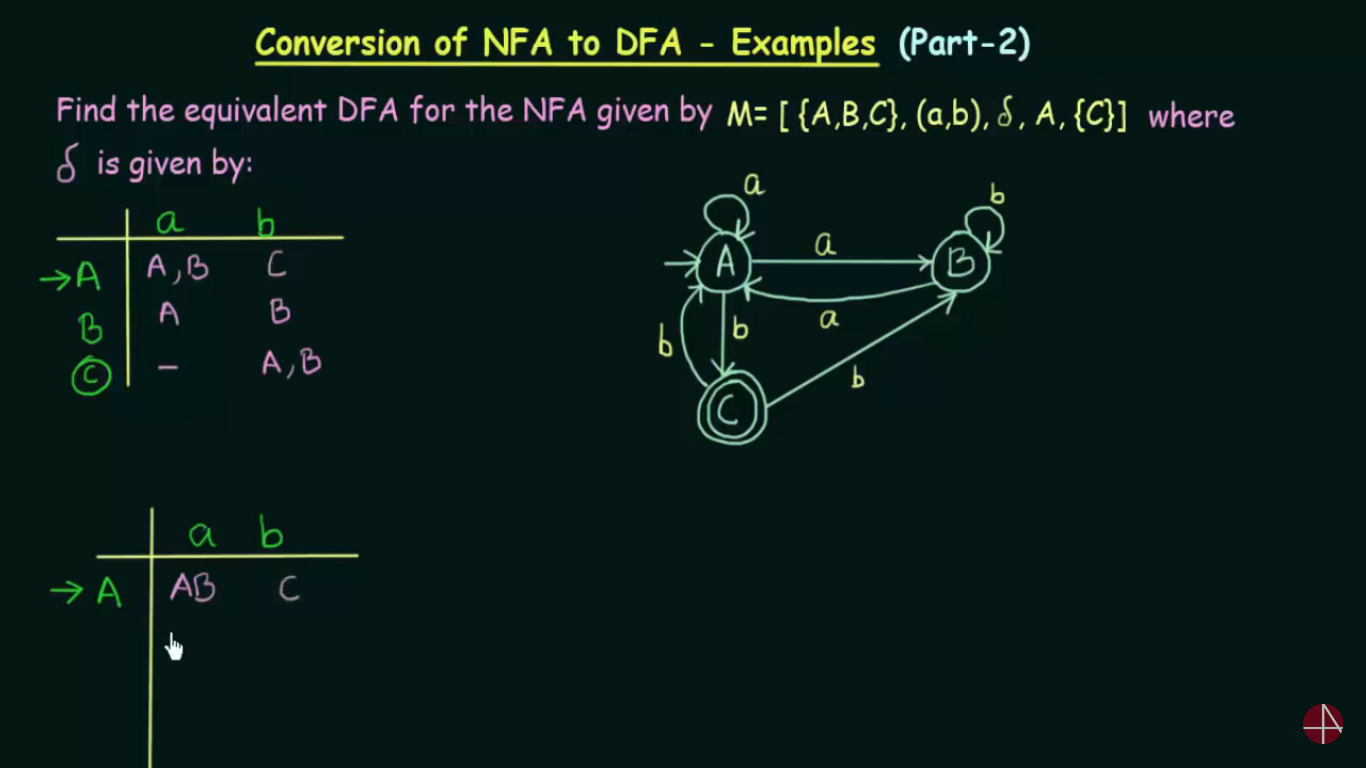 Conversion of NFA to DFA - Examples (Part-2)
Find the equivalent DFA for the NFA given by M= [ {A,B,C}, (a,b), δ, A, {C}] where
δ is given by:
a b
→A A,B C
B A B
C - A,B
a
b
A
a
B
a
b
b
b
C
a b
→ A AB C